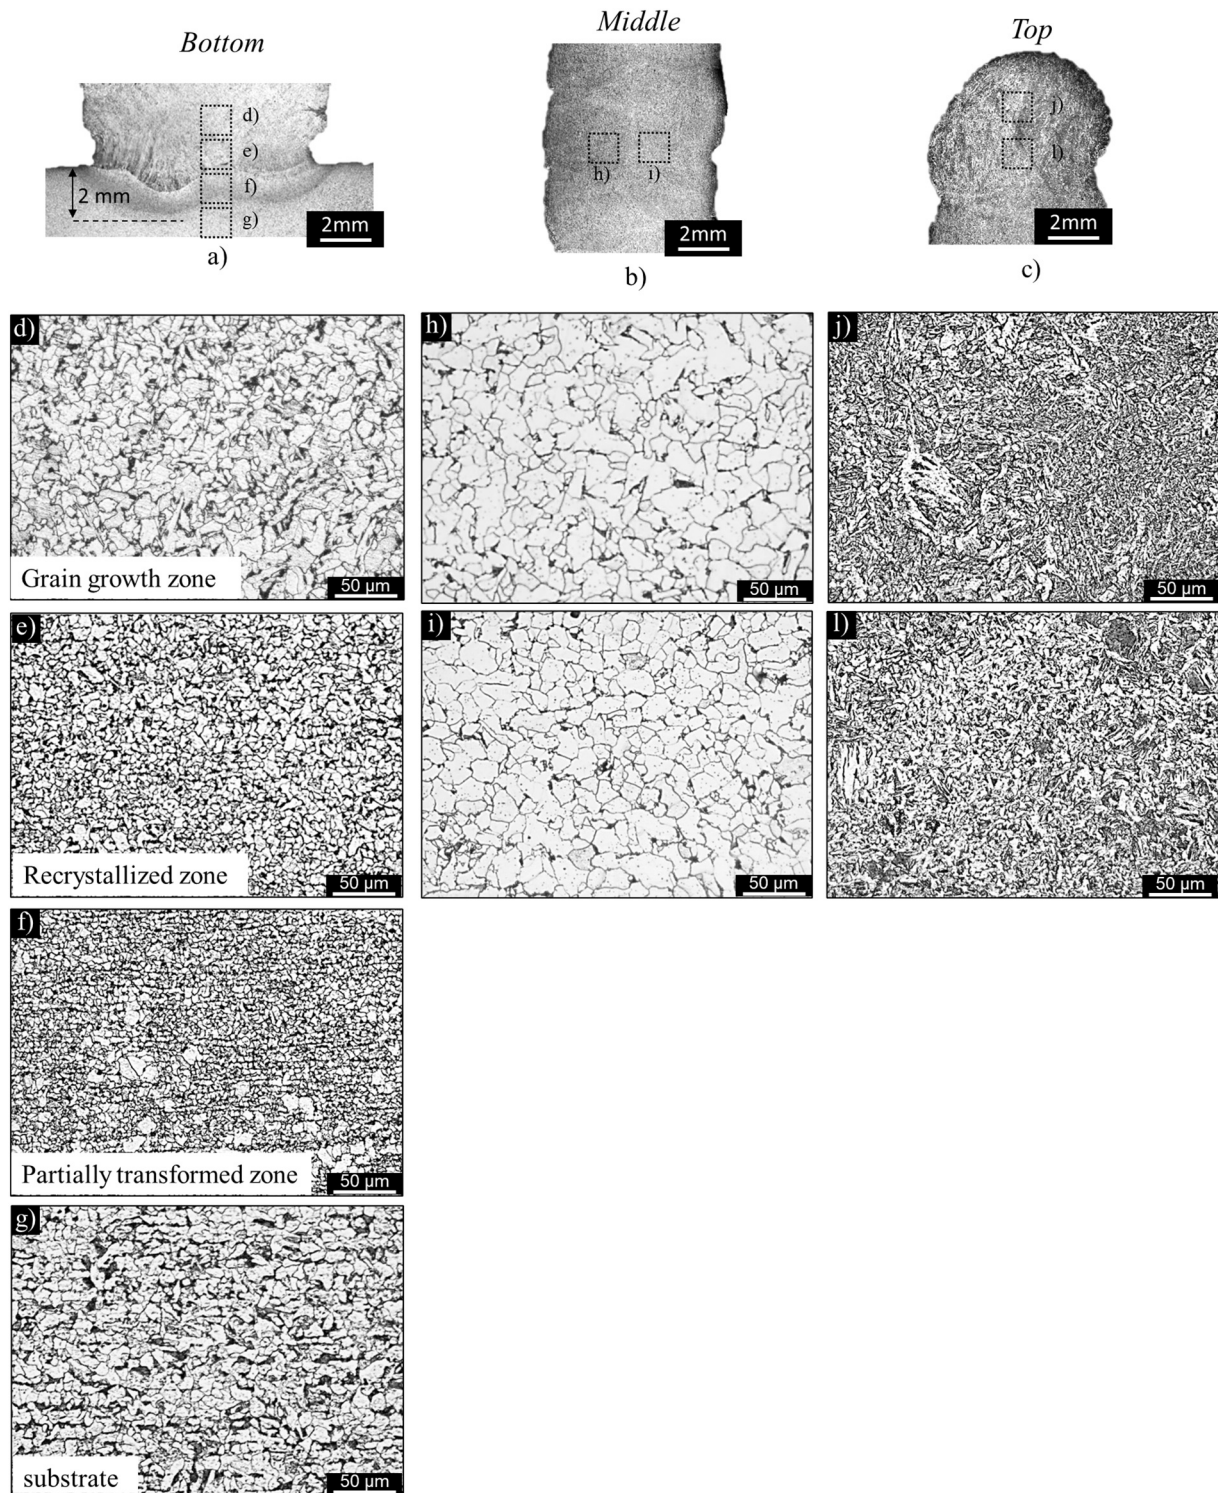 Bottom
Middle
Top
d)
e)
f)
g)
2 mm
2mm
a)
h)
i)
2mm
b)
j)
l)
2mm
c)
d)
Grain growth zone
50 µm
h)
50 µm
j)
50 µm
e)
Recrystallized zone
50 µm
i)
50 µm
l)
50 µm
f)
Partially transformed zone
50 µm
g)
substrate
50 µm